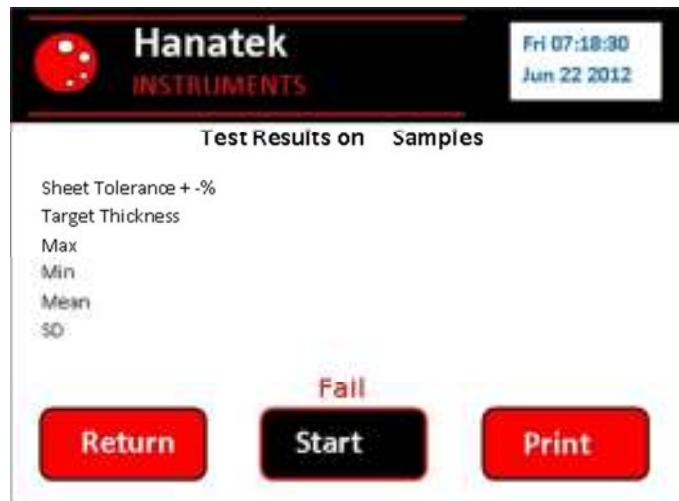 Hanatek
INSTRUMENTS
Fri 07:18:30
Jun 22 2012
Test Results on Samples
Sheet Tolerance + -%
Target Thickness
Max
Min
Mean
SD
Fail
Return
Start
Print